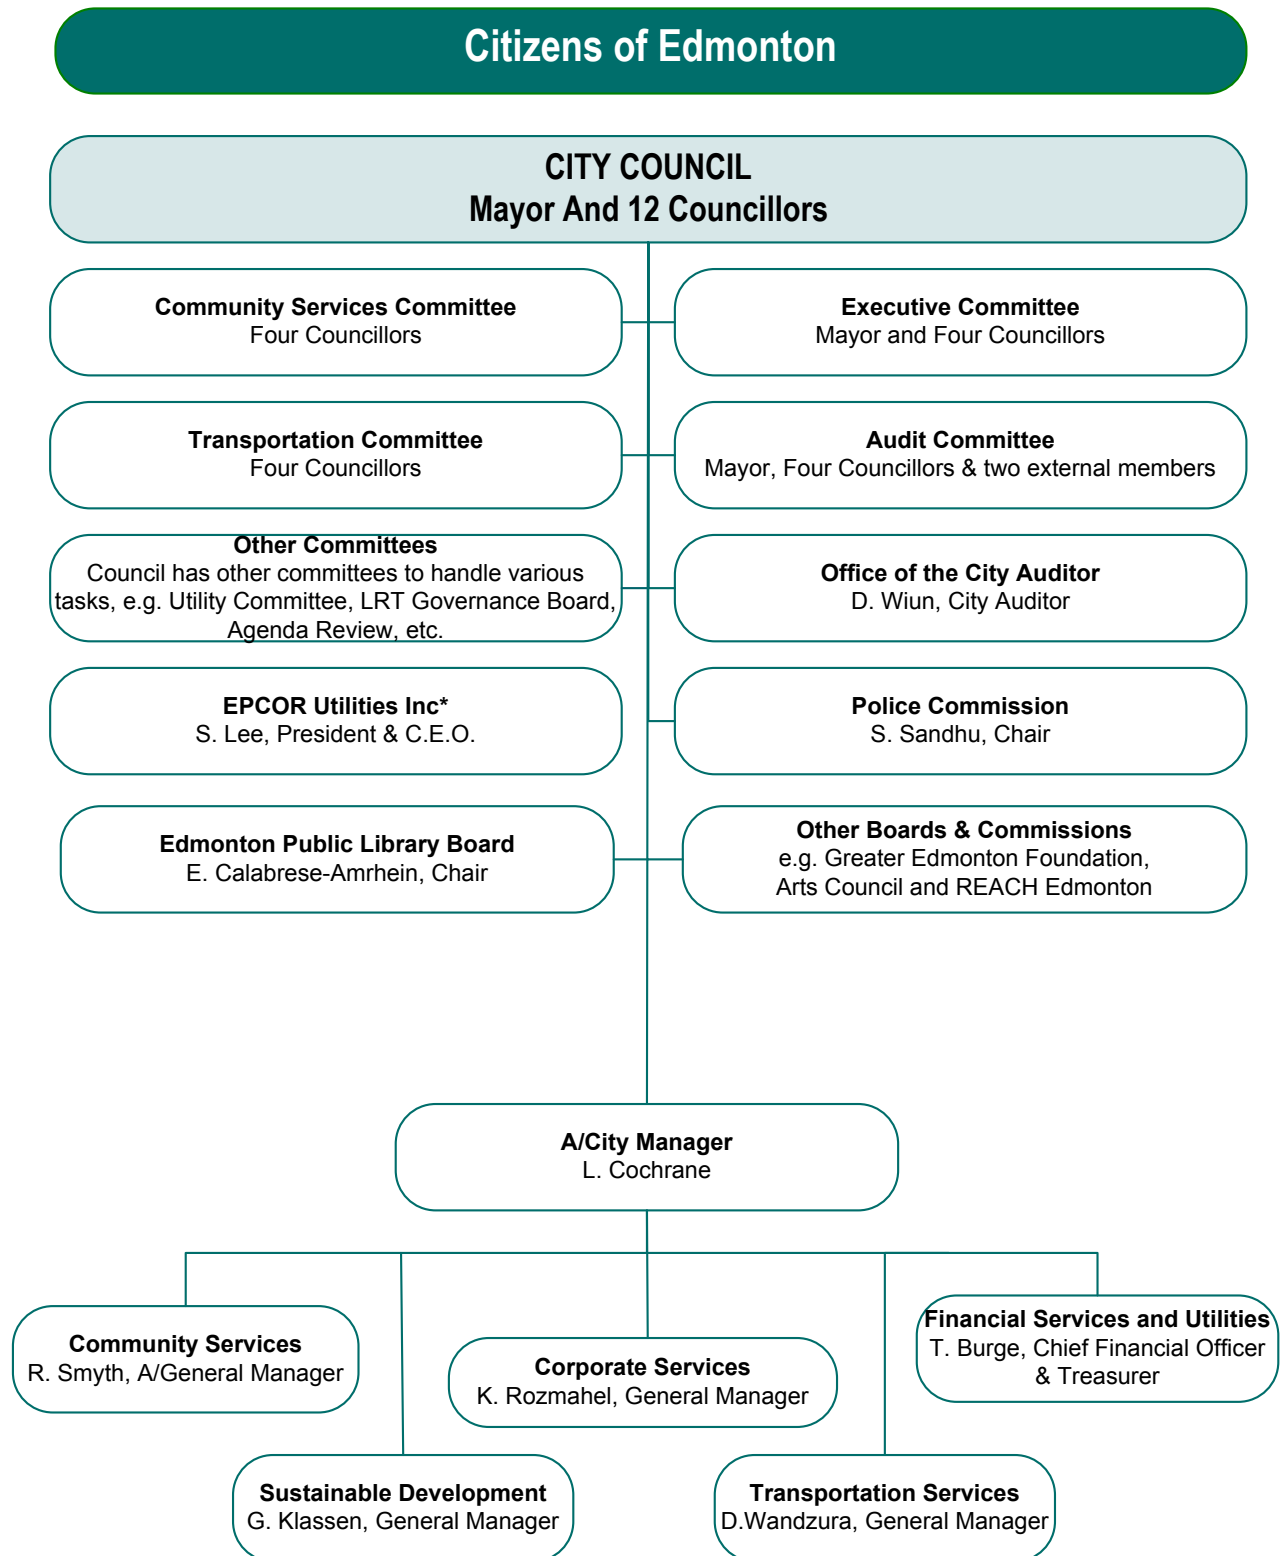 Citizens of Edmonton
CITY COUNCIL
Mayor And 12 Councillors
Community Services Committee
Four Councillors
Executive Committee
Mayor and Four Councillors
Transportation Committee
Four Councillors
Audit Committee
Mayor, Four Councillors & two external members
Other Committees
Council has other committees to handle various
tasks, e.g. Utility Committee, LRT Governance Board,
Agenda Review, etc.
Office of the City Auditor
D. Wiun, City Auditor
EPCOR Utilities Inc*
S. Lee, President & C.E.O.
Police Commission
S. Sandhu, Chair
Edmonton Public Library Board
E. Calabrese-Amrhein, Chair
Other Boards & Commissions
e.g. Greater Edmonton Foundation,
Arts Council and REACH Edmonton
A/City Manager
L. Cochrane
Community Services
R. Smyth, A/General Manager
Corporate Services
K. Rozmahel, General Manager
Financial Services and Utilities
T. Burge, Chief Financial Officer
& Treasurer
Sustainable Development
G. Klassen, General Manager
Transportation Services
D.Wandzura, General Manager